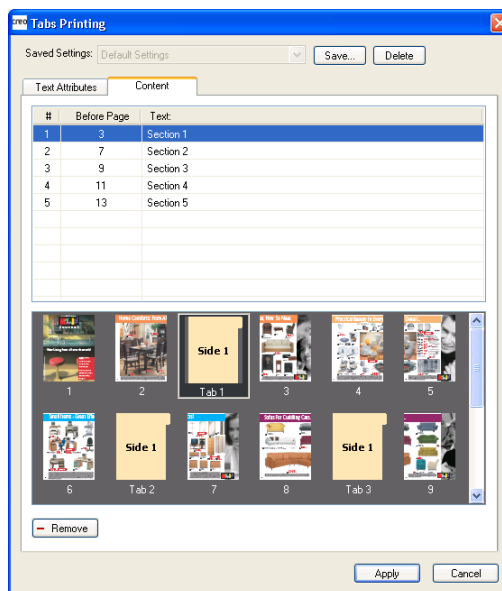 creo Tabs Printing
Saved Settings: Default Settings Save... Delete
Text Attributes Content
# Before Page Text:
1 3 Section 1
2 7 Section 2
3 9 Section 3
4 11 Section 4
5 13 Section 5
Side 1
1 2 Tab 1 3 4 5
Side 1 Side 1
6 Tab 2 7 8 Tab 3 9
Remove
Apply Cancel